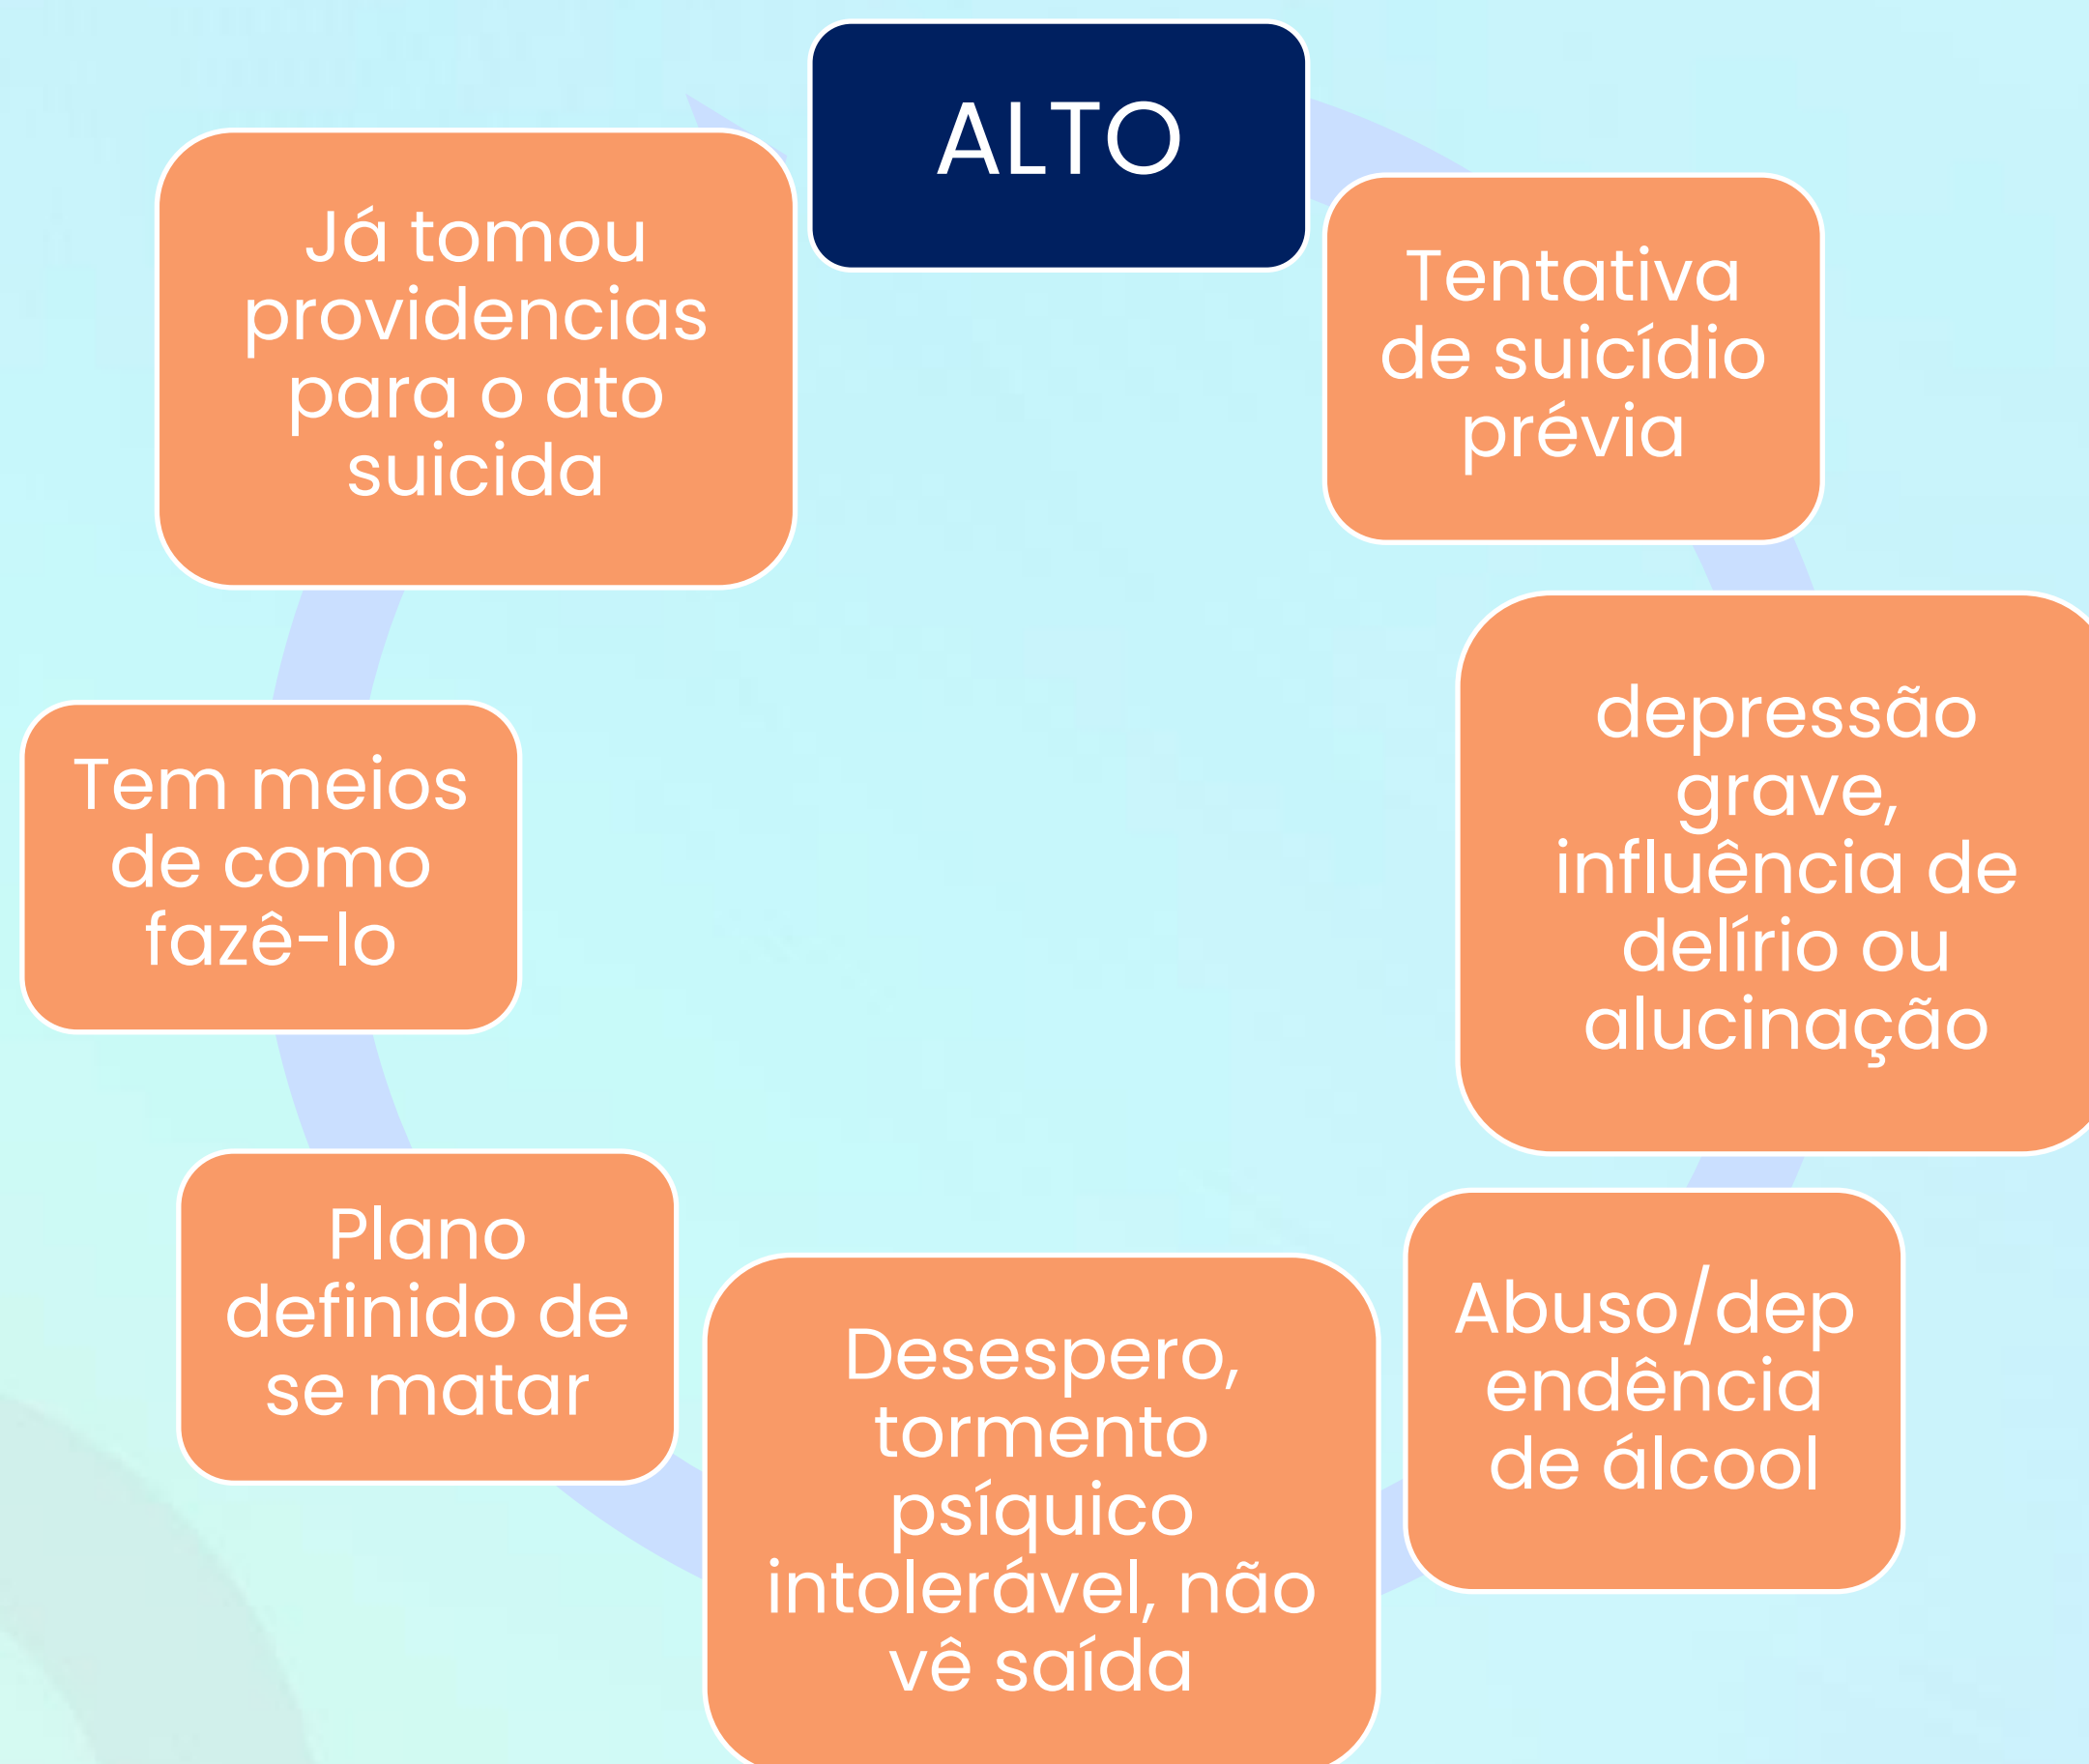 ALTO
Tentativa
de suicídio
prévia
depressão
grave,
influência de
delírio ou
alucinação
Abuso/dep
endência
de álcool
Desespero,
tormento
psíquico
intolerável, não
vê saída
Plano
definido de
se matar
Tem meios
de como
fazê-lo
Já tomou
providencias
para o ato
suicida